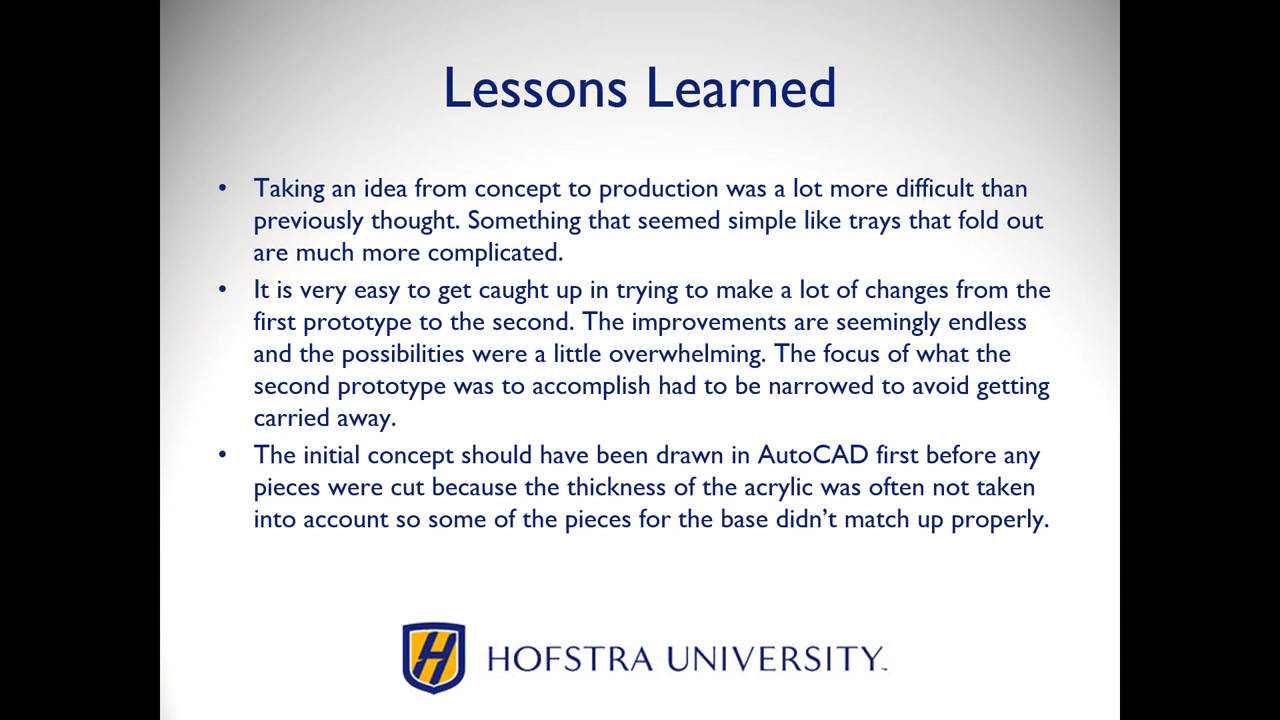 Lessons Learned
• Taking an idea from concept to production was a lot more difficult than
previously thought. Something that seemed simple like trays that fold out
are much more complicated.
• It is very easy to get caught up in trying to make a lot of changes from the
first prototype to the second. The improvements are seemingly endless
and the possibilities were a little overwhelming. The focus of what the
second prototype was to accomplish had to be narrowed to avoid getting
carried away.
• The initial concept should have been drawn in AutoCAD first before any
pieces were cut because the thickness of the acrylic was often not taken
into account so some of the pieces for the base didn’t match up properly.
H HOFSTRA UNIVERSITY™